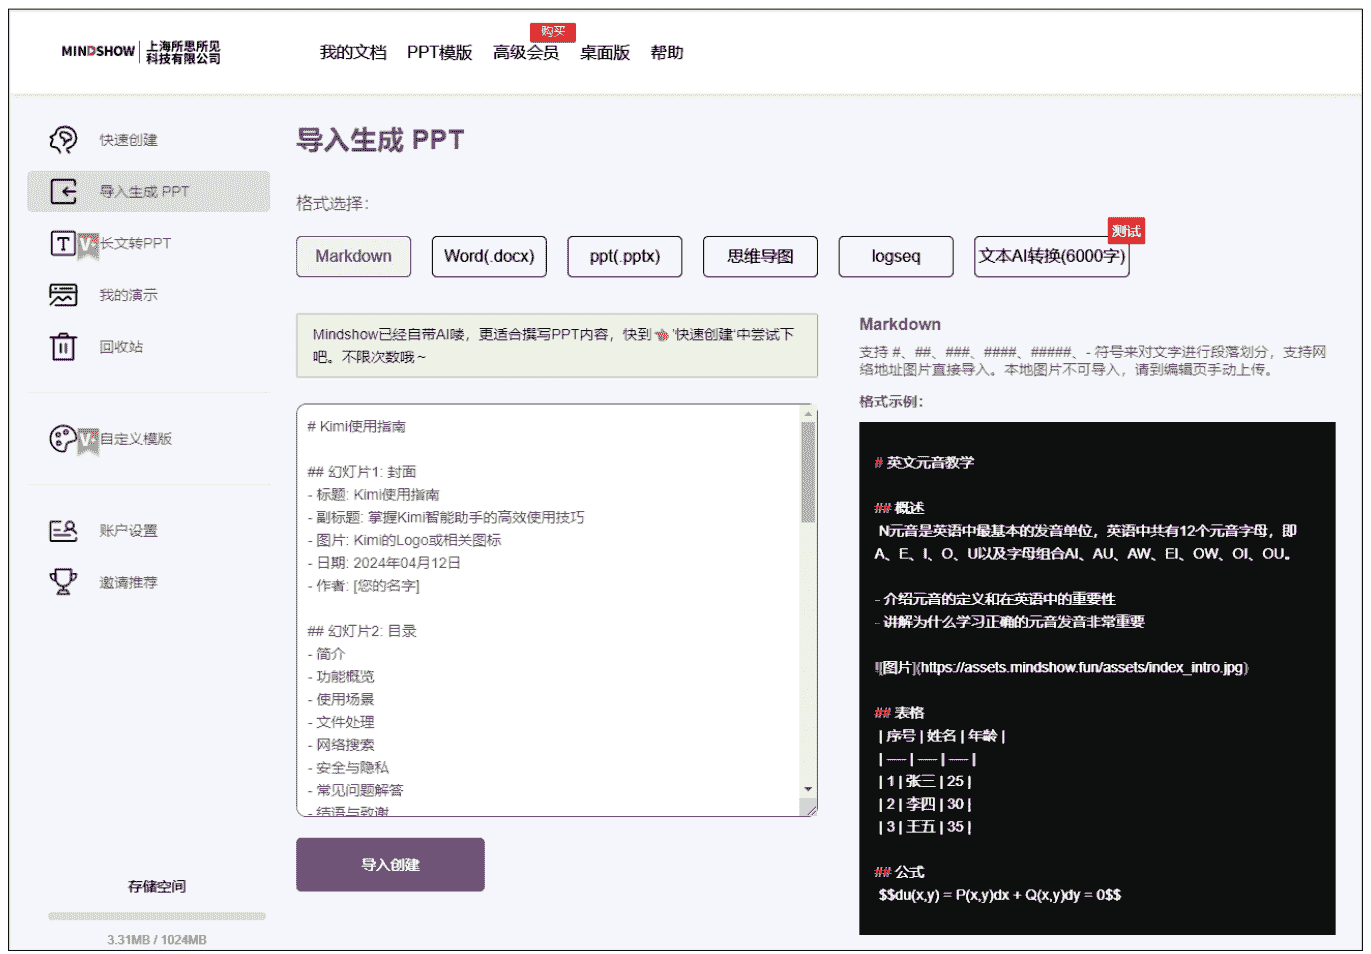 MINDSHOW 上海所思所见
科技有限公司
我的文档 PPT模版 高级会员 桌面版 帮助
购买
快速创建
导入生成 PPT
长文转PPT
我的演示
回收站
自定义模版
账户设置
邀请推荐
存储空间
3.31MB / 1024MB
导入生成 PPT
格式选择：
Markdown Word(.docx) ppt(.pptx) 思维导图 logseq 文本AI转换(6000字)
测试
Mindshow已经自带AI喽，更适合撰写PPT内容，快到👈'快速创建'中尝试下
吧。不限次数哦～
# Kimi使用指南
## 幻灯片1: 封面
- 标题: Kimi使用指南
- 副标题: 掌握Kimi智能助手的高效使用技巧
- 图片: Kimi的Logo或相关图标
- 日期: 2024年04月12日
- 作者: [您的名字]
## 幻灯片2: 目录
- 简介
- 功能概览
- 使用场景
- 文件处理
- 网络搜索
- 安全与隐私
- 常见问题解答
- 结语与致谢
导入创建
Markdown
支持 #、##、###、####、#####、- 符号来对文字进行段落划分，支持网
络地址图片直接导入。本地图片不可导入，请到编辑页手动上传。
格式示例：
# 英文元音教学
## 概述
N元音是英语中最基本的发音单位，英语中共有12个元音字母，即
A、E、I、O、U以及字母组合AI、AU、AW、EI、OW、OI、OU。
- 介绍元音的定义和在英语中的重要性
- 讲解为什么学习正确的元音发音非常重要
![图片](https://assets.mindshow.fun/assets/index_intro.jpg)
## 表格
| 序号 | 姓名 | 年龄 |
| --- | --- | --- |
| 1 | 张三 | 25 |
| 2 | 李四 | 30 |
| 3 | 王五 | 35 |
## 公式
$$du(x,y) = P(x,y)dx + Q(x,y)dy = 0$$